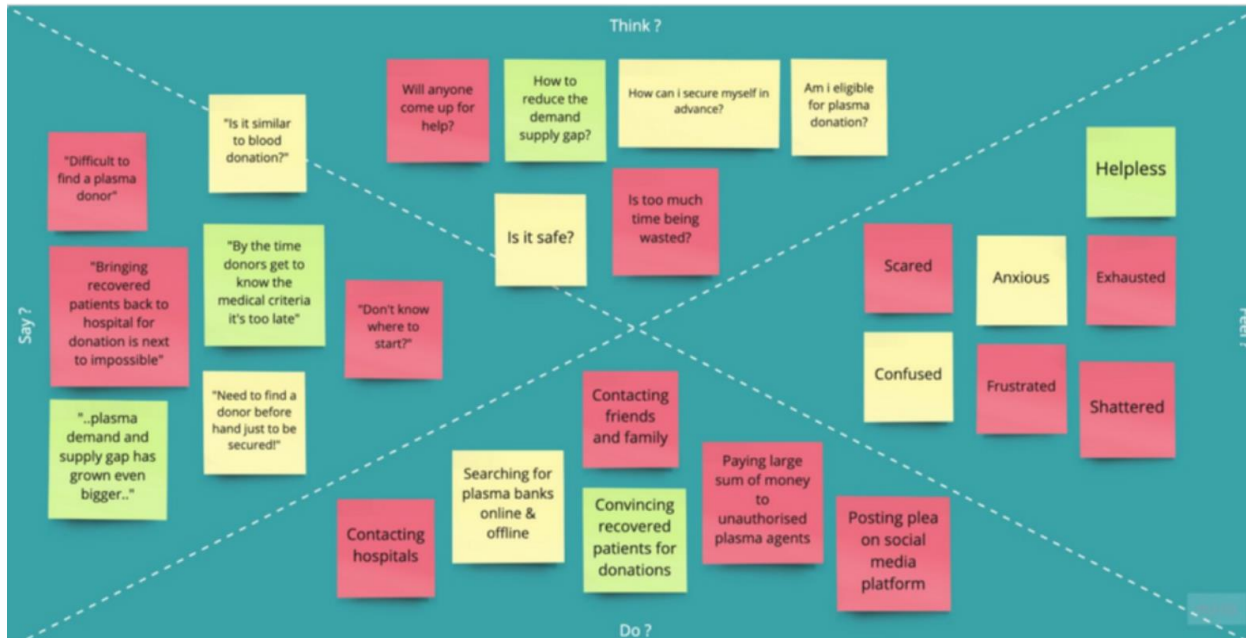 Think ?
Will anyone
come up for
help?
How to
reduce the
demand
supply gap?
How can i secure myself in
advance?
Am i eligible
for plasma
donation?
Is it safe?
Is too much
time being
wasted?
Say ?
"Is it similar
to blood
donation?"
"Difficult to
find a plasma
donor"
"Bringing
recovered
patients back to
hospital for
donation is next
to impossible"
"By the time
donors get to
know the
medical criteria
it's too late"
"Don't know
where to
start?"
"..plasma
demand and
supply gap has
grown even
bigger.."
"Need to find a
donor before
hand just to be
secured!"
Feel ?
Helpless
Scared
Anxious
Exhausted
Confused
Frustrated
Shattered
Contacting
friends
and family
Searching for
plasma banks
online &
offline
Paying large
sum of money
to
unauthorised
plasma agents
Contacting
hospitals
Convincing
recovered
patients for
donations
Posting plea
on social
media
platform
Do ?